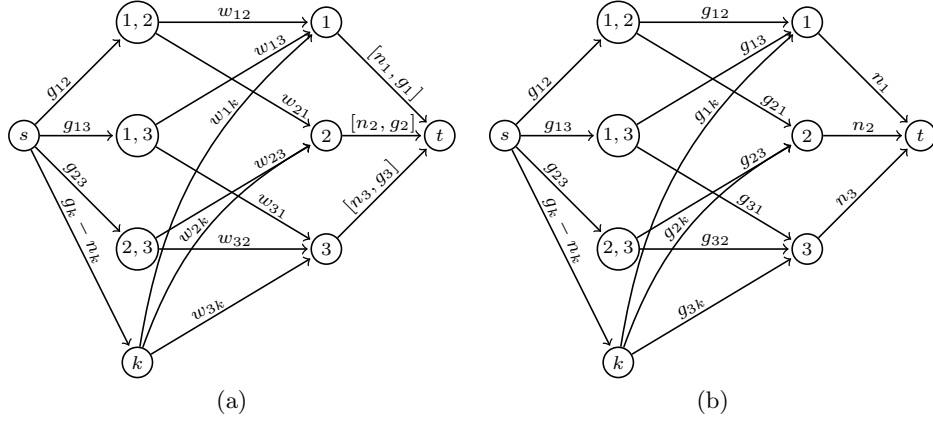 1, 2
w₁₂
1
g₁₂
w₁₃
[n₁, g₁]
w₁ₖ
w₂₁
s
g₁₃
1, 3
2
[n₂, g₂]
t
g₂₃
w₂₃
[n₃, g₃]
w₃₁
gₖ − nₖ
w₂ₖ
2, 3
w₃₂
3
w₃ₖ
k
(a)
1, 2
g₁₂
1
g₁₂
g₁₃
n₁
g₁ₖ
g₂₁
s
g₁₃
1, 3
2
n₂
t
g₂₃
g₂₃
n₃
g₃₁
gₖ − nₖ
g₂ₖ
2, 3
g₃₂
3
g₃ₖ
k
(b)